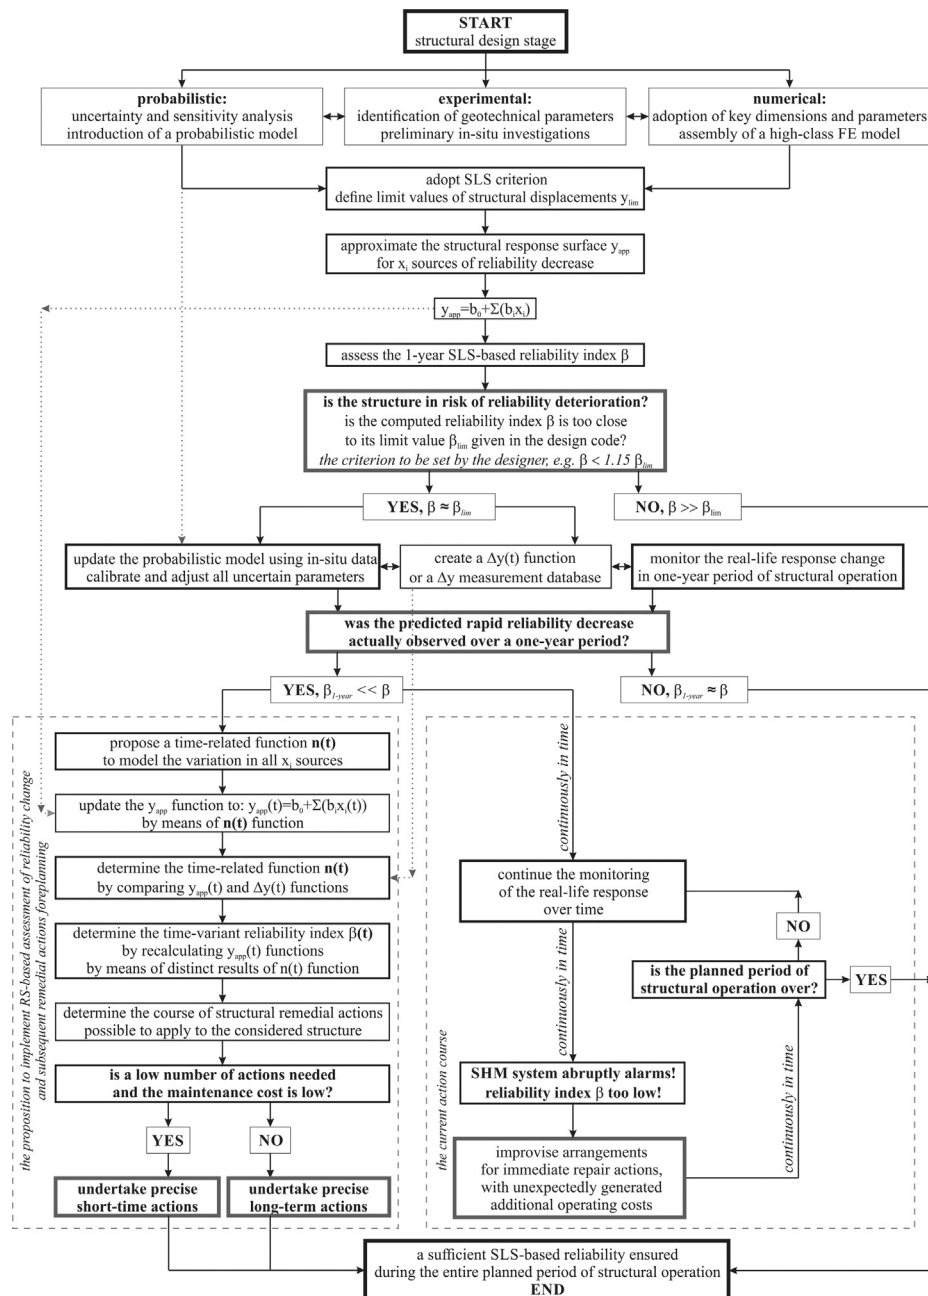 START
structural design stage
probabilistic:
uncertainty and sensitivity analysis
introduction of a probabilistic model
experimental:
identification of geotechnical parameters
preliminary in-situ investigations
numerical:
adoption of key dimensions and parameters
assembly of a high-class FE model
adopt SLS criterion
define limit values of structural displacements y_lim
approximate the structural response surface y_app
for x_i sources of reliability decrease
y_app=b_0+Σ(b_ix_i)
assess the 1-year SLS-based reliability index β
is the structure in risk of reliability deterioration?
is the computed reliability index β is too close
to its limit value β_lim given in the design code?
the criterion to be set by the designer, e.g. β < 1.15 β_lim
YES, β ≈ β_lim
NO, β >> β_lim
update the probabilistic model using in-situ data
calibrate and adjust all uncertain parameters
create a Δy(t) function
or a Δy measurement database
monitor the real-life response change
in one-year period of structural operation
was the predicted rapid reliability decrease
actually observed over a one-year period?
YES, β_1-year << β
NO, β_1-year ≈ β
the proposition to implement RS-based assessment of reliability change
and subsequent remedial actions foreplanning
propose a time-related function n(t)
to model the variation in all x_i sources
update the y_app function to: y_app(t)=b_0+Σ(b_ix_i(t))
by means of n(t) function
determine the time-related function n(t)
by comparing y_app(t) and Δy(t) functions
determine the time-variant reliability index β(t)
by recalculating y_app(t) functions
by means of distinct results of n(t) function
determine the course of structural remedial actions
possible to apply to the considered structure
is a low number of actions needed
and the maintenance cost is low?
YES
NO
undertake precise
short-time actions
undertake precise
long-term actions
the current action course
continuously in time
continue the monitoring
of the real-life response
over time
NO
is the planned period of
structural operation over?
YES
continuously in time
SHM system abruptly alarms!
reliability index β too low!
continuously in time
improvise arrangements
for immediate repair actions,
with unexpectedly generated
additional operating costs
a sufficient SLS-based reliability ensured
during the entire planned period of structural operation
END